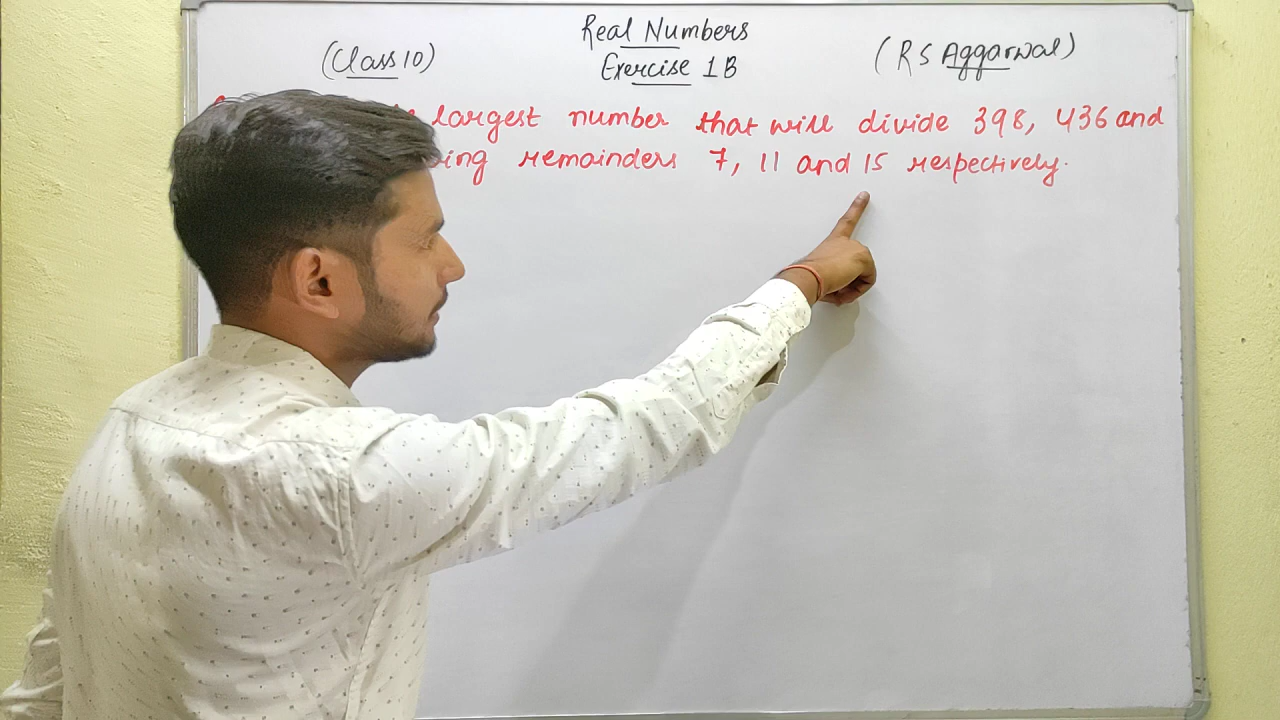 Real Numbers
(Class 10)
Exercise 1B
(R S Aggarwal)
largest number that will divide 398, 436 and
ing remainders 7, 11 and 15 respectively.